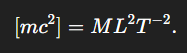 [mc²] = ML²T⁻².